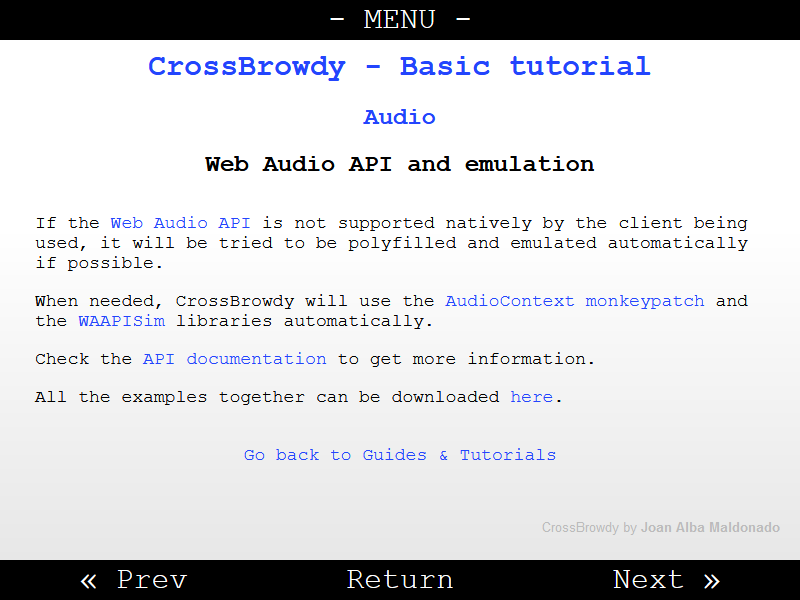 - MENU -
CrossBrowdy - Basic tutorial
Audio
Web Audio API and emulation
If the Web Audio API is not supported natively by the client being
used, it will be tried to be polyfilled and emulated automatically
if possible.
When needed, CrossBrowdy will use the AudioContext monkeypatch and
the WAAPISim libraries automatically.
Check the API documentation to get more information.
All the examples together can be downloaded here.
Go back to Guides & Tutorials
CrossBrowdy by Joan Alba Maldonado
« Prev Return Next »